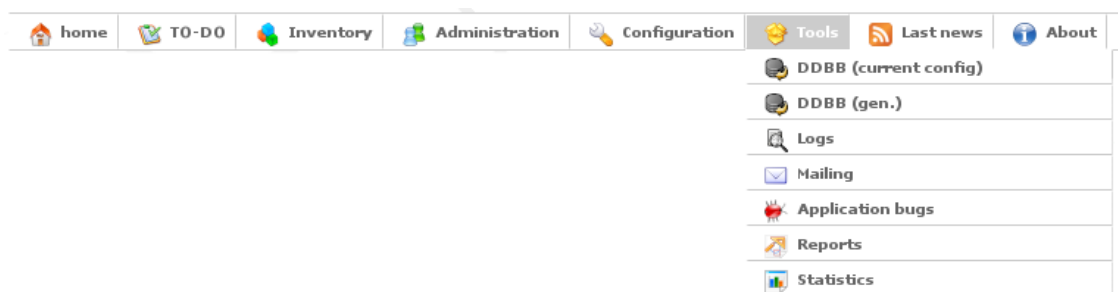 home TO-DO Inventory Administration Configuration Tools Last news About
DDBB (current config)
DDBB (gen.)
Logs
Mailing
Application bugs
Reports
Statistics